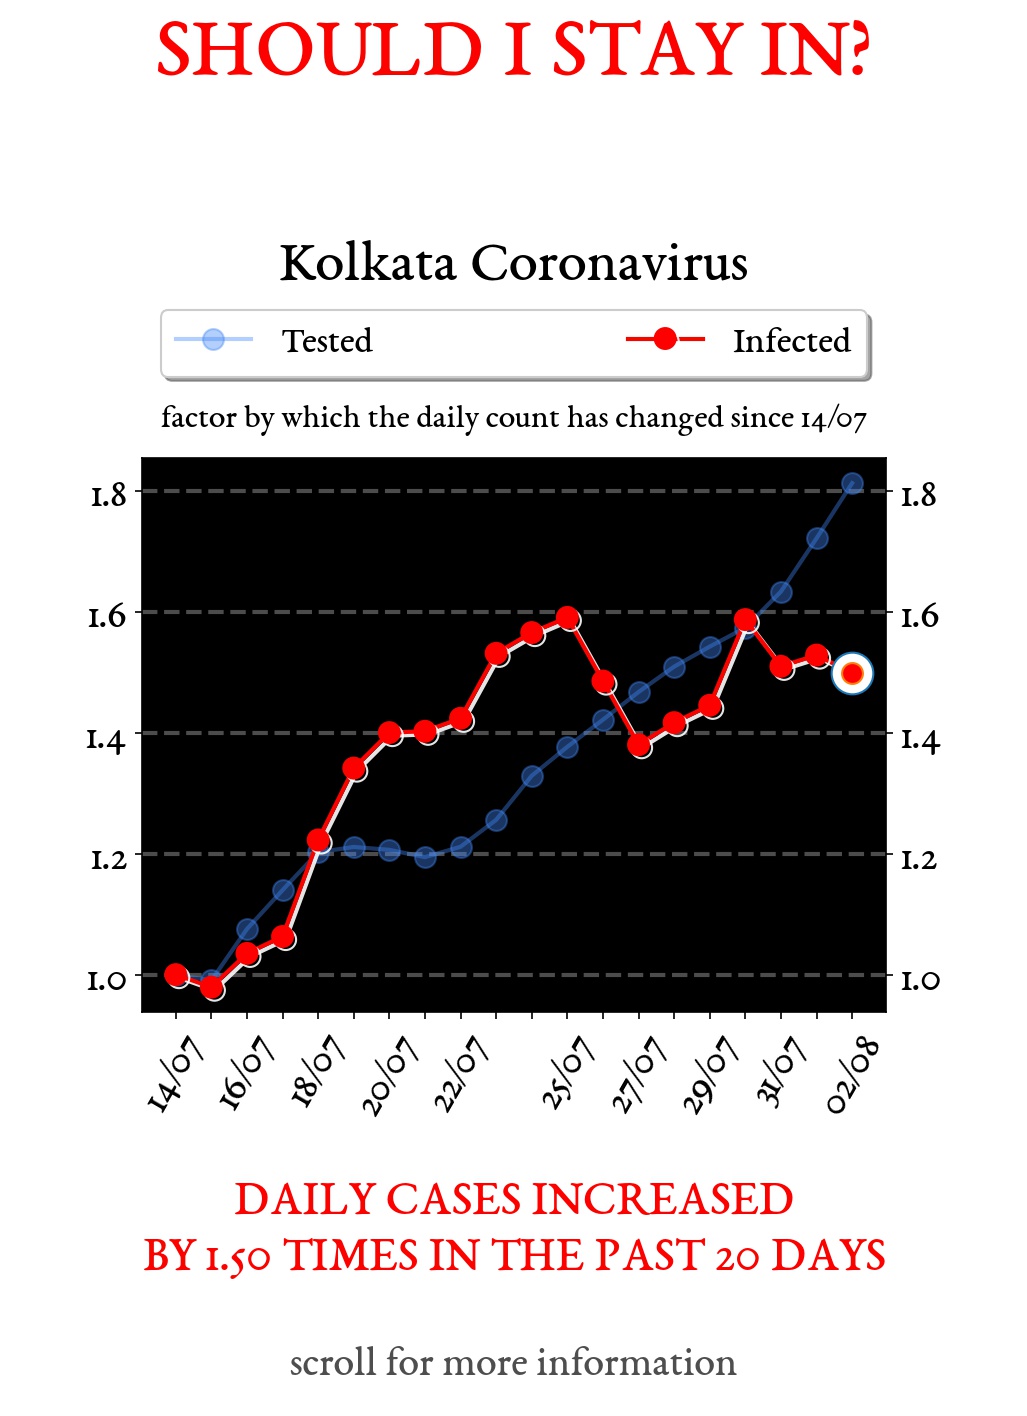 SHOULD I STAY IN?
Kolkata Coronavirus
Tested Infected
factor by which the daily count has changed since 14/07
1.8 1.8
1.6 1.6
1.4 1.4
1.2 1.2
1.0 1.0
14/07 16/07 18/07 20/07 22/07 25/07 27/07 29/07 31/07 02/08
DAILY CASES INCREASED
BY 1.50 TIMES IN THE PAST 20 DAYS
scroll for more information